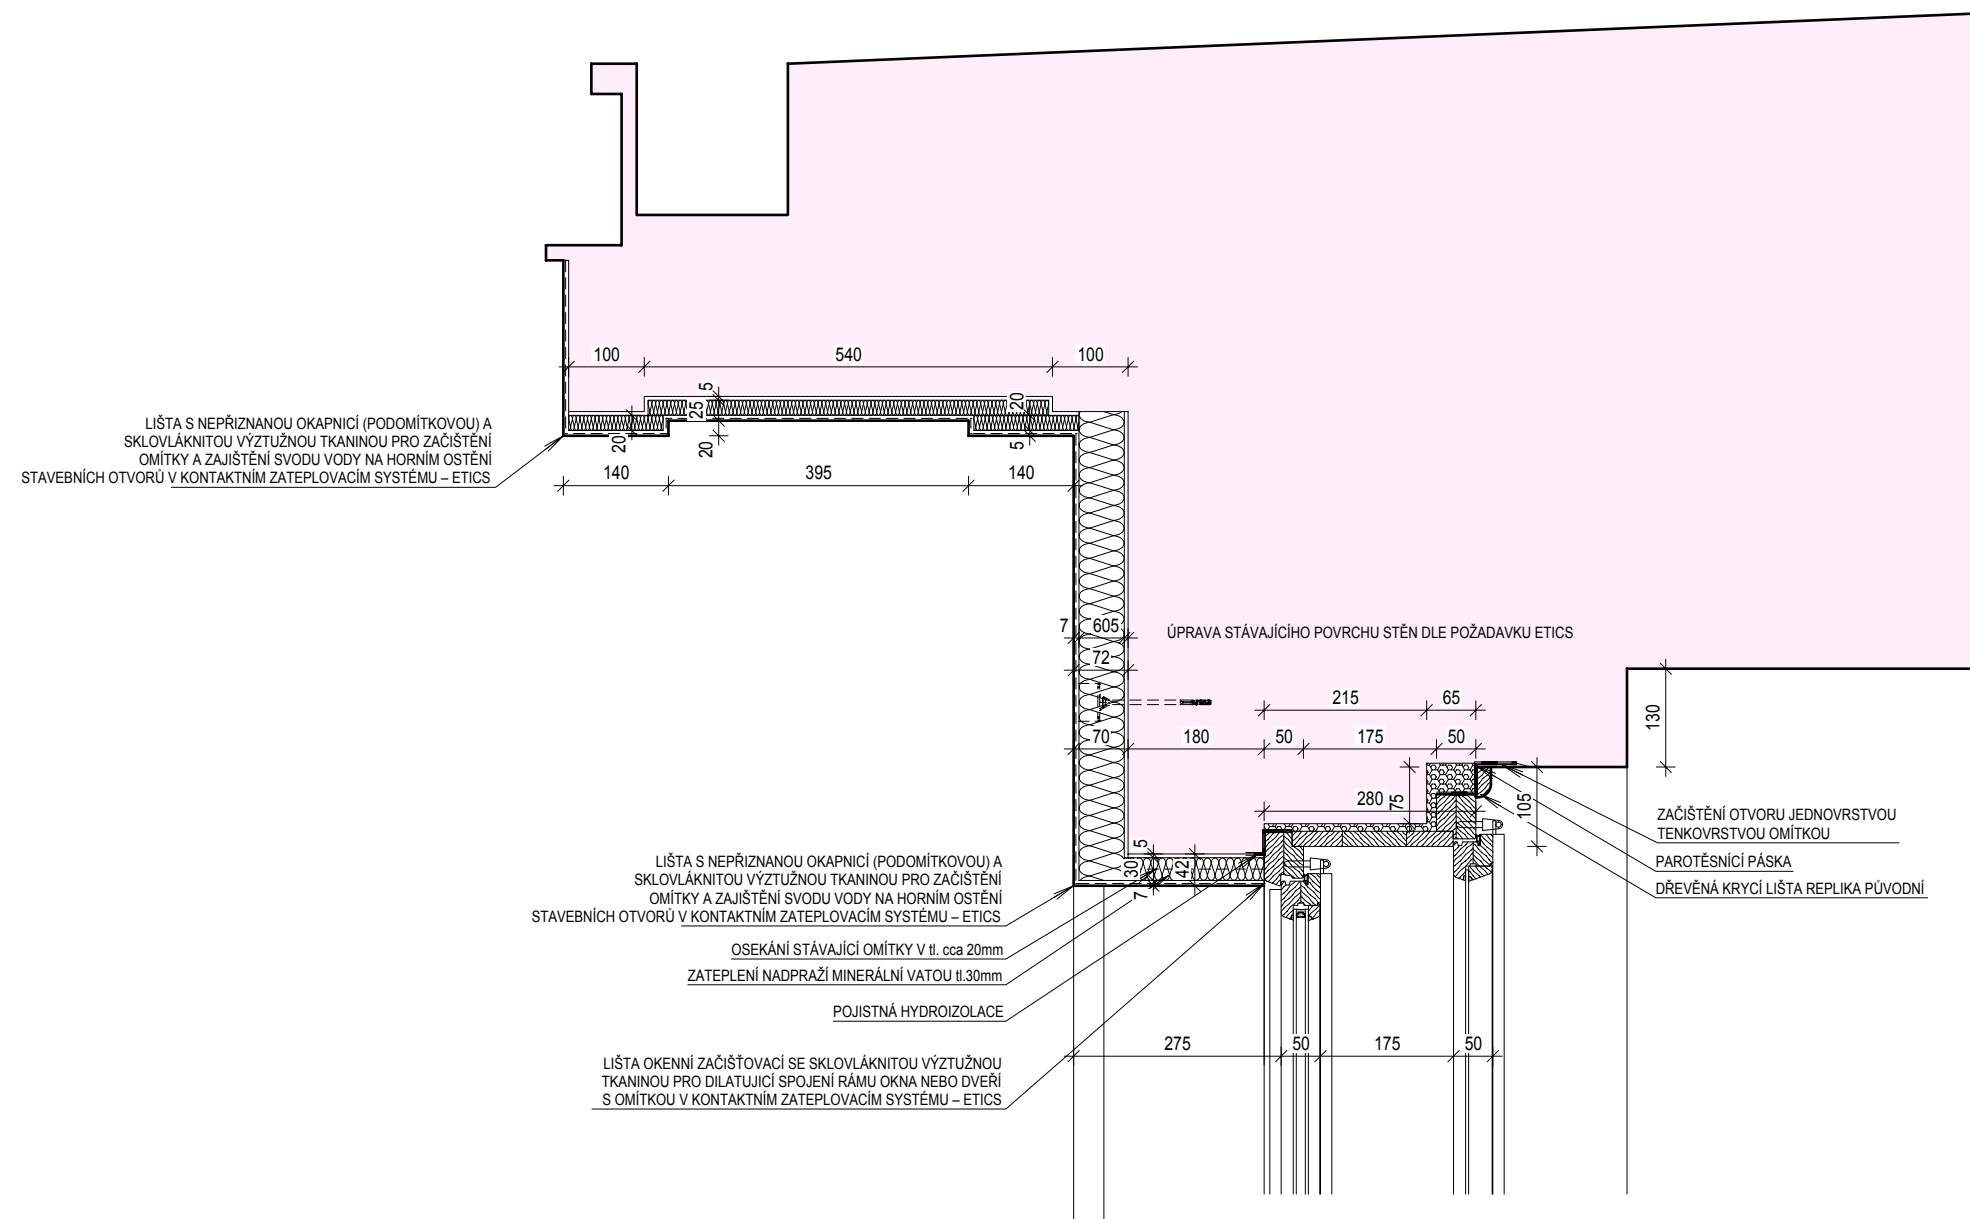 100
540
100
5
25
20
20
20
5
LIŠTA S NEPŘIZNANOU OKAPNICÍ (PODOMÍTKOVOU) A
SKLOVLÁKNITOU VÝZTUŽNOU TKANINOU PRO ZAČIŠTĚNÍ
OMÍTKY A ZAJIŠTĚNÍ SVODU VODY NA HORNÍM OSTĚNÍ
STAVEBNÍCH OTVORŮ V KONTAKTNÍM ZATEPLOVACÍM SYSTÉMU – ETICS
140
395
140
7
605
ÚPRAVA STÁVAJÍCÍHO POVRCHU STĚN DLE POŽADAVKU ETICS
72
215
65
130
70
180
50
175
50
280
75
105
ZAČIŠTĚNÍ OTVORU JEDNOVRSTVOU
TENKOVRSTVOU OMÍTKOU
PAROTĚSNÍCÍ PÁSKA
DŘEVĚNÁ KRYCÍ LIŠTA REPLIKA PŮVODNÍ
5
30
42
7
LIŠTA S NEPŘIZNANOU OKAPNICÍ (PODOMÍTKOVOU) A
SKLOVLÁKNITOU VÝZTUŽNOU TKANINOU PRO ZAČIŠTĚNÍ
OMÍTKY A ZAJIŠTĚNÍ SVODU VODY NA HORNÍM OSTĚNÍ
STAVEBNÍCH OTVORŮ V KONTAKTNÍM ZATEPLOVACÍM SYSTÉMU – ETICS
OSEKÁNÍ STÁVAJÍCÍ OMÍTKY V tl. cca 20mm
ZATEPLENÍ NADPRAŽÍ MINERÁLNÍ VATOU tl.30mm
POJISTNÁ HYDROIZOLACE
LIŠTA OKENNÍ ZAČIŠŤOVACÍ SE SKLOVLÁKNITOU VÝZTUŽNOU
TKANINOU PRO DILATUJICÍ SPOJENÍ RÁMU OKNA NEBO DVEŘÍ
S OMÍTKOU V KONTAKTNÍM ZATEPLOVACÍM SYSTÉMU – ETICS
275
50
175
50